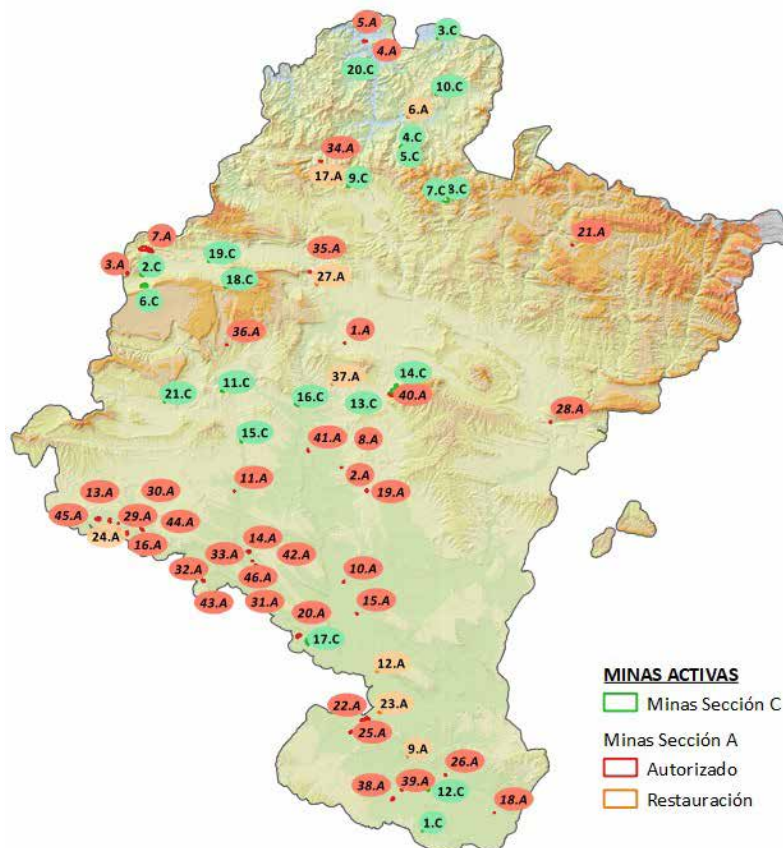 5.A
3.C
4.A
20.C
10.C
6.A
4.C
34.A
5.C
17.A 9.C
7.C 8.C
21.A
7.A
19.C
35.A
3.A 2.C
18.C 27.A
6.C
36.A
1.A
14.C
37.A
21.C 11.C
16.C 13.C 40.A
28.A
15.C 41.A 8.A
11.A 2.A
13.A 30.A 19.A
45.A 29.A 44.A
24.A 16.A
14.A
33.A 42.A
32.A 46.A 10.A
43.A 31.A
20.A 15.A
17.C
12.A
22.A 23.A
25.A
9.A
26.A
38.A 39.A 12.C
18.A
1.C
MINAS ACTIVAS
Minas Sección C
Minas Sección A
Autorizado
Restauración